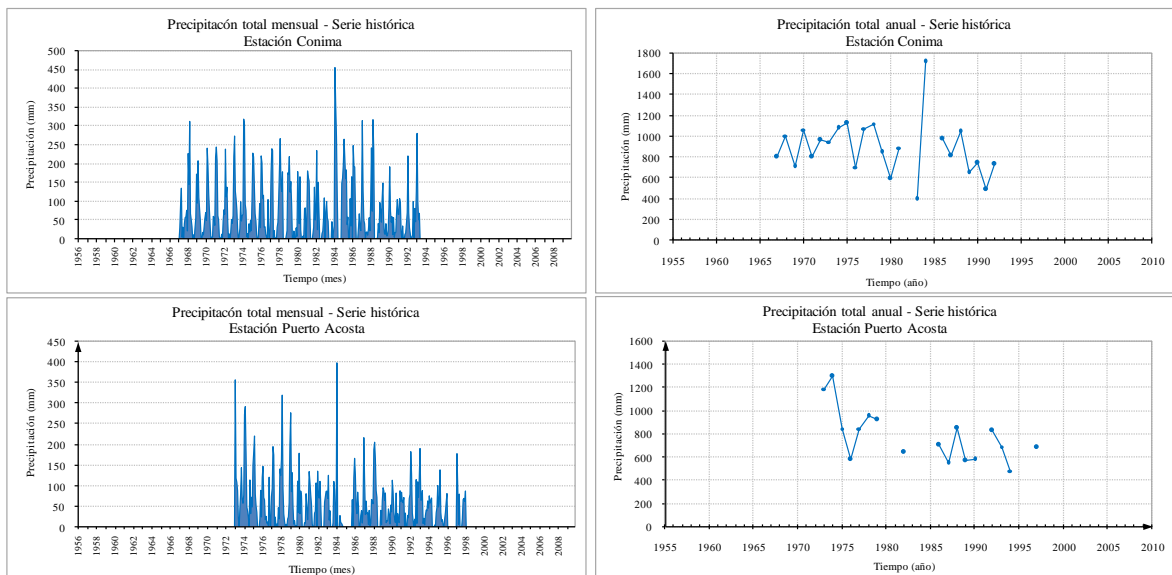 Precipitacón total mensual - Serie histórica
Estación Conima
Precipitación (mm)
500
450
400
350
300
250
200
150
100
50
0
1956 1958 1960 1962 1964 1966 1968 1970 1972 1974 1976 1978 1980 1982 1984 1986 1988 1990 1992 1994 1996 1998 2000 2002 2004 2006 2008
Tiempo (mes)
Precipitación total anual - Serie histórica
Estación Conima
Precipitación (mm)
1800
1600
1400
1200
1000
800
600
400
200
0
1955 1960 1965 1970 1975 1980 1985 1990 1995 2000 2005 2010
Tiempo (año)
Precipitacón total mensual - Serie histórica
Estación Puerto Acosta
Precipitación (mm)
450
400
350
300
250
200
150
100
50
0
1956 1958 1960 1962 1964 1966 1968 1970 1972 1974 1976 1978 1980 1982 1984 1986 1988 1990 1992 1994 1996 1998 2000 2002 2004 2006 2008
TIiempo (mes)
Precipitación total anual - Serie histórica
Estación Puerto Acosta
Precipitación (mm)
1600
1400
1200
1000
800
600
400
200
0
1955 1960 1965 1970 1975 1980 1985 1990 1995 2000 2005 2010
Tiempo (año)